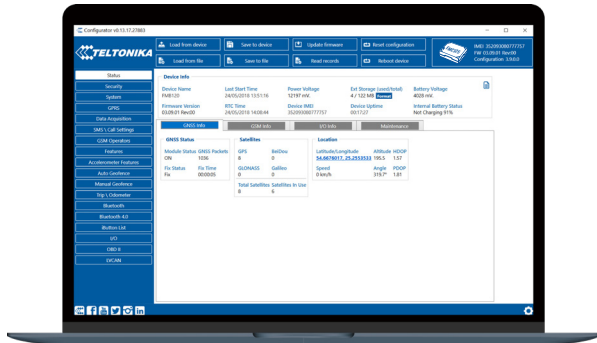 Configurator v0.13.17.27883
TELTONIKA
Load from device
Save to device
Update firmware
Reset configuration
Load from file
Save to file
Read records
Reboot device
FMB120
IMEI 352093080777757
FW 03.09.01 Rev:00
Configuration 3.9.0.0
Status
Security
System
GPRS
Data Acquisition
SMS \ Call Settings
GSM Operators
Features
Accelerometer Features
Auto Geofence
Manual Geofence
Trip \ Odometer
Bluetooth
Bluetooth 4.0
iButton List
I/O
OBD II
LVCAN
Device Info
Device Name
FMB120
Last Start Time
24/05/2018 13:51:16
Power Voltage
12197 mV.
Ext Storage (used/total)
4 / 122 MB Format
Battery Voltage
4028 mV.
Firmware Version
03.09.01 Rev:00
RTC Time
24/05/2018 14:08:44
Device IMEI
352093080777757
Device Uptime
00:17:27
Internal Battery Status
Not Charging 91%
GNSS Info
GSM Info
I/O Info
Maintenance
GNSS Status
Module Status GNSS Packets
ON 1036
Fix Status Fix Time
Fix 00:00:05
Satellites
GPS BeiDou
8 0
GLONASS Galileo
0 0
Total Satellites Satellites In Use
8 6
Location
Latitude/Longitude Altitude HDOP
54.6678017, 25.2553533 195.5 1.57
Speed Angle PDOP
0 km/h 319.7° 1.81